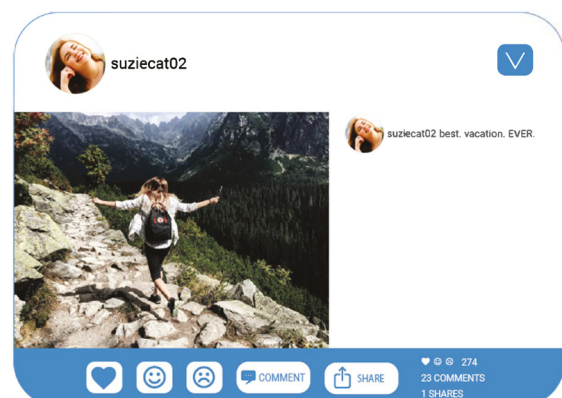 suziecat02
suziecat02 best. vacation. EVER.
COMMENT
SHARE
274
23 COMMENTS
1 SHARES